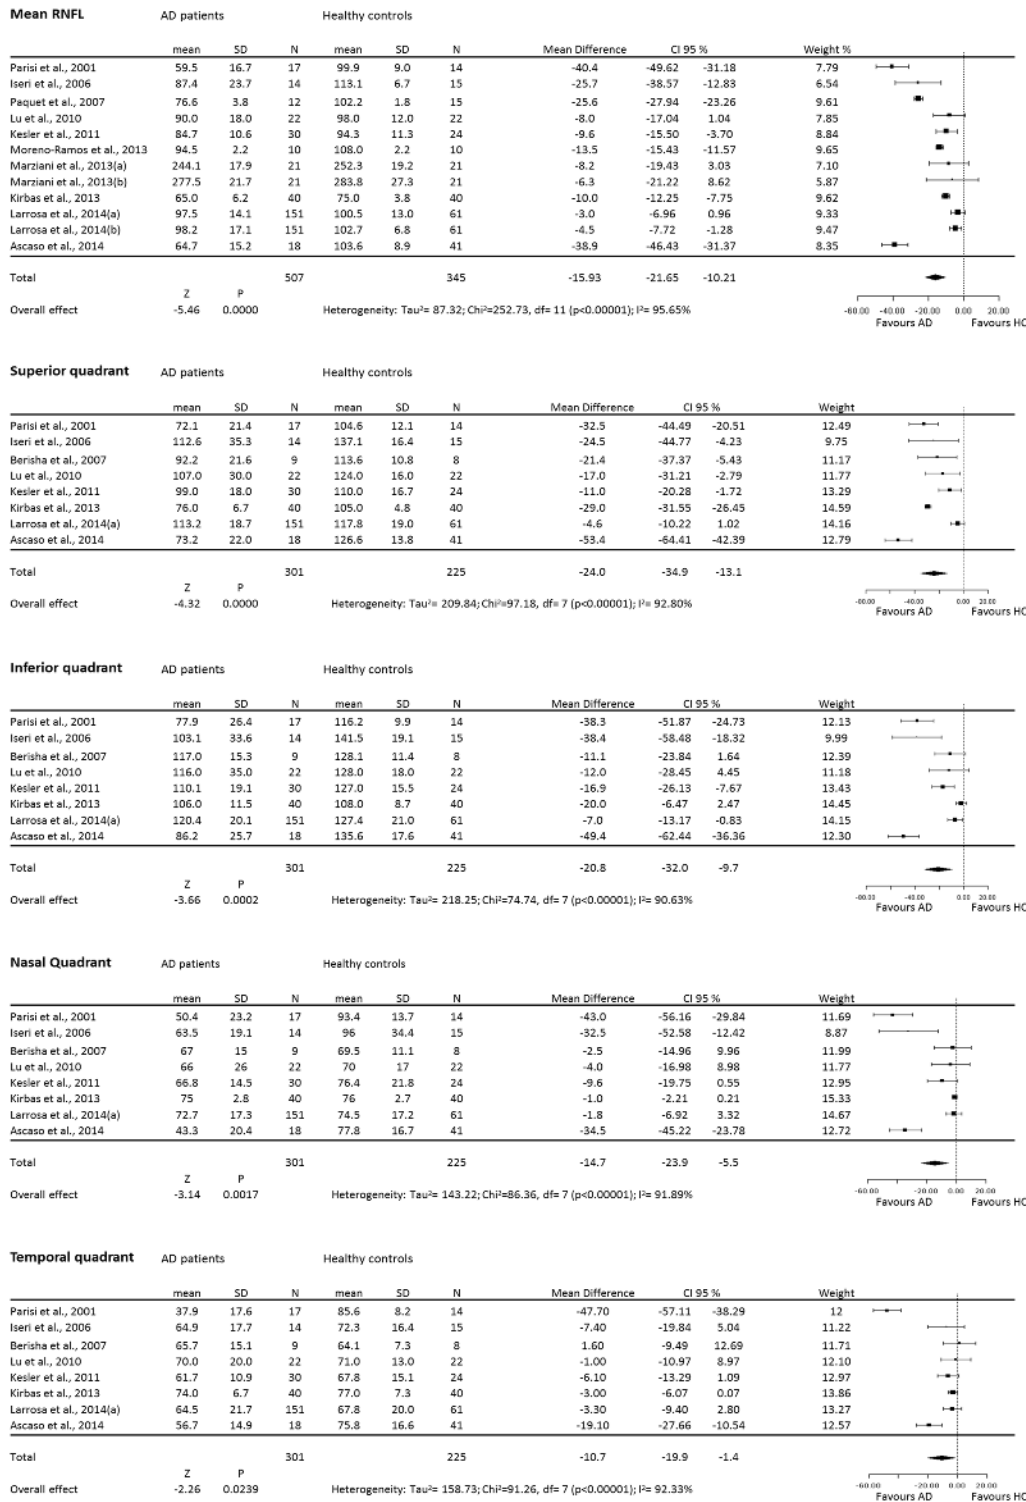 Mean RNFL AD patients Healthy controls
mean SD N mean SD N Mean Difference CI 95 % Weight %
Parisi et al., 2001 59.5 16.7 17 99.9 9.0 14 -40.4 -49.62 -31.18 7.79
Iseri et al., 2006 87.4 23.7 14 113.1 6.7 15 -25.7 -38.57 -12.83 6.54
Paquet et al., 2007 76.6 3.8 12 102.2 1.8 15 -25.6 -27.94 -23.26 9.61
Lu et al., 2010 90.0 18.0 22 98.0 12.0 22 -8.0 -17.04 1.04 7.85
Kesler et al., 2011 84.7 10.6 30 94.3 11.3 24 -9.6 -15.50 -3.70 8.84
Moreno-Ramos et al., 2013 94.5 2.2 10 108.0 2.2 10 -13.5 -15.43 -11.57 9.65
Marziani et al., 2013(a) 244.1 17.9 21 252.3 19.2 21 -8.2 -19.43 3.03 7.10
Marziani et al., 2013(b) 277.5 21.7 21 283.8 27.3 21 -6.3 -21.22 8.62 5.87
Kirbas et al., 2013 65.0 6.2 40 75.0 3.8 40 -10.0 -12.25 -7.75 9.62
Larrosa et al., 2014(a) 97.5 14.1 151 100.5 13.0 61 -3.0 -6.96 0.96 9.33
Larrosa et al., 2014(b) 98.2 17.1 151 102.7 6.8 61 -4.5 -7.72 -1.28 9.47
Ascaso et al., 2014 64.7 15.2 18 103.6 8.9 41 -38.9 -46.43 -31.37 8.35
Total 507 345 -15.93 -21.65 -10.21
Z P
Overall effect -5.46 0.0000 Heterogeneity: Tau²= 87.32; Chi²=252.73, df= 11 (p<0.00001); I²= 95.65%
-60.00 -40.00 -20.00 0.00 20.00
Favours AD Favours HC
Superior quadrant AD patients Healthy controls
mean SD N mean SD N Mean Difference CI 95 % Weight
Parisi et al., 2001 72.1 21.4 17 104.6 12.1 14 -32.5 -44.49 -20.51 12.49
Iseri et al., 2006 112.6 35.3 14 137.1 16.4 15 -24.5 -44.77 -4.23 9.75
Berisha et al., 2007 92.2 21.6 9 113.6 10.8 8 -21.4 -37.37 -5.43 11.17
Lu et al., 2010 107.0 30.0 22 124.0 16.0 22 -17.0 -31.21 -2.79 11.77
Kesler et al., 2011 99.0 18.0 30 110.0 16.7 24 -11.0 -20.28 -1.72 13.29
Kirbas et al., 2013 76.0 6.7 40 105.0 4.8 40 -29.0 -31.55 -26.45 14.59
Larrosa et al., 2014(a) 113.2 18.7 151 117.8 19.0 61 -4.6 -10.22 1.02 14.16
Ascaso et al., 2014 73.2 22.0 18 126.6 13.8 41 -53.4 -64.41 -42.39 12.79
Total 301 225 -24.0 -34.9 -13.1
Z P
Overall effect -4.32 0.0000 Heterogeneity: Tau²= 209.84; Chi²=97.18, df= 7 (p<0.00001); I²= 92.80%
-80.00 -40.00 0.00 20.00
Favours AD Favours HC
Inferior quadrant AD patients Healthy controls
mean SD N mean SD N Mean Difference CI 95 % Weight
Parisi et al., 2001 77.9 26.4 17 116.2 9.9 14 -38.3 -51.87 -24.73 12.13
Iseri et al., 2006 103.1 33.6 14 141.5 19.1 15 -38.4 -58.48 -18.32 9.99
Berisha et al., 2007 117.0 15.3 9 128.1 11.4 8 -11.1 -23.84 1.64 12.39
Lu et al., 2010 116.0 35.0 22 128.0 18.0 22 -12.0 -28.45 4.45 11.18
Kesler et al., 2011 110.1 19.1 30 127.0 15.5 24 -16.9 -26.13 -7.67 13.43
Kirbas et al., 2013 106.0 11.5 40 108.0 8.7 40 -20.0 -6.47 2.47 14.45
Larrosa et al., 2014(a) 120.4 20.1 151 127.4 21.0 61 -7.0 -13.17 -0.83 14.15
Ascaso et al., 2014 86.2 25.7 18 135.6 17.6 41 -49.4 -62.44 -36.36 12.30
Total 301 225 -20.8 -32.0 -9.7
Z P
Overall effect -3.66 0.0002 Heterogeneity: Tau²= 218.25; Chi²=74.74, df= 7 (p<0.00001); I²= 90.63%
-80.00 -40.00 0.00 20.00
Favours AD Favours HC
Nasal Quadrant AD patients Healthy controls
mean SD N mean SD N Mean Difference CI 95 % Weight
Parisi et al., 2001 50.4 23.2 17 93.4 13.7 14 -43.0 -56.16 -29.84 11.69
Iseri et al., 2006 63.5 19.1 14 96 34.4 15 -32.5 -52.58 -12.42 8.87
Berisha et al., 2007 67 15 9 69.5 11.1 8 -2.5 -14.96 9.96 11.99
Lu et al., 2010 66 26 22 70 17 22 -4.0 -16.98 8.98 11.77
Kesler et al., 2011 66.8 14.5 30 76.4 21.8 24 -9.6 -19.75 0.55 12.95
Kirbas et al., 2013 75 2.8 40 76 2.7 40 -1.0 -2.21 0.21 15.33
Larrosa et al., 2014(a) 72.7 17.3 151 74.5 17.2 61 -1.8 -6.92 3.32 14.67
Ascaso et al., 2014 43.3 20.4 18 77.8 16.7 41 -34.5 -45.22 -23.78 12.72
Total 301 225 -14.7 -23.9 -5.5
Z P
Overall effect -3.14 0.0017 Heterogeneity: Tau²= 143.22; Chi²=86.36, df= 7 (p<0.00001); I²= 91.89%
-60.00 -40.00 -20.00 0.00 20.00
Favours AD Favours HC
Temporal quadrant AD patients Healthy controls
mean SD N mean SD N Mean Difference CI 95 % Weight
Parisi et al., 2001 37.9 17.6 17 85.6 8.2 14 -47.70 -57.11 -38.29 12
Iseri et al., 2006 64.9 17.7 14 72.3 16.4 15 -7.40 -19.84 5.04 11.22
Berisha et al., 2007 65.7 15.1 9 64.1 7.3 8 1.60 -9.49 12.69 11.71
Lu et al., 2010 70.0 20.0 22 71.0 13.0 22 -1.00 -10.97 8.97 12.10
Kesler et al., 2011 61.7 10.9 30 67.8 15.1 24 -6.10 -13.29 1.09 12.97
Kirbas et al., 2013 74.0 6.7 40 77.0 7.3 40 -3.00 -6.07 0.07 13.86
Larrosa et al., 2014(a) 64.5 21.7 151 67.8 20.0 61 -3.30 -9.40 2.80 13.27
Ascaso et al., 2014 56.7 14.9 18 75.8 16.6 41 -19.10 -27.66 -10.54 12.57
Total 301 225 -10.7 -19.9 -1.4
Z P
Overall effect -2.26 0.0239 Heterogeneity: Tau²= 158.73; Chi²=91.26, df= 7 (p<0.00001); I²= 92.33%
-60.00 -40.00 -20.00 0.00 20.00
Favours AD Favours HC